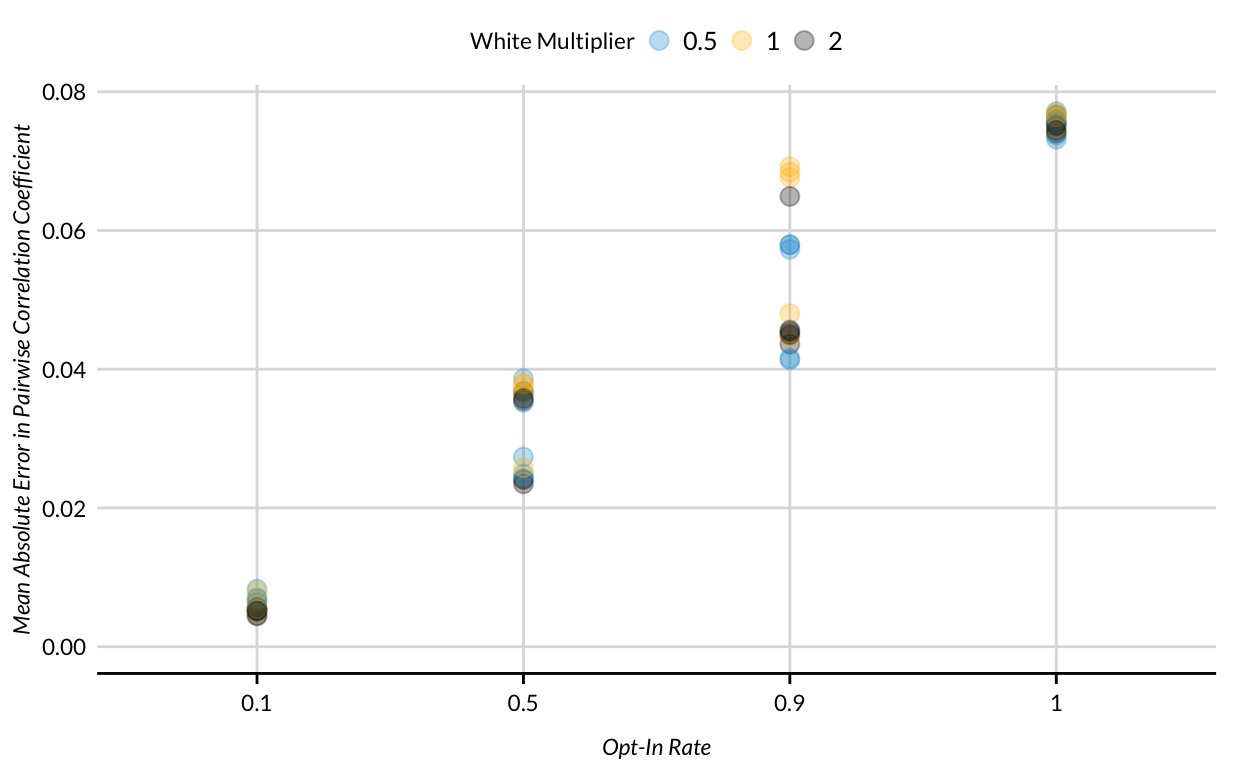 White Multiplier 0.5 1 2
0.08
0.06
0.04
0.02
0.00
Mean Absolute Error in Pairwise Correlation Coefficient
0.1 0.5 0.9 1
Opt-In Rate